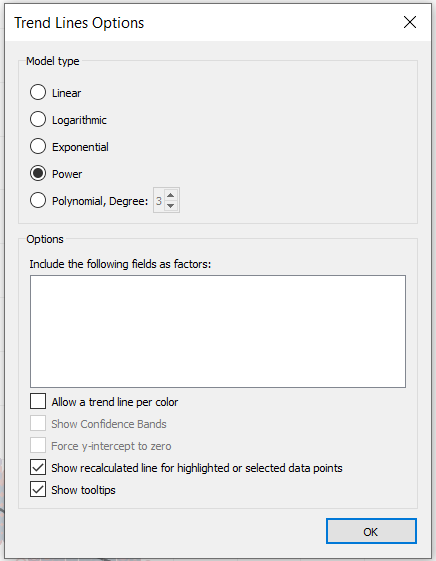 Trend Lines Options
Model type
Linear
Logarithmic
Exponential
Power
Polynomial, Degree: 3
Options
Include the following fields as factors:
Allow a trend line per color
Show Confidence Bands
Force y-intercept to zero
Show recalculated line for highlighted or selected data points
Show tooltips
OK